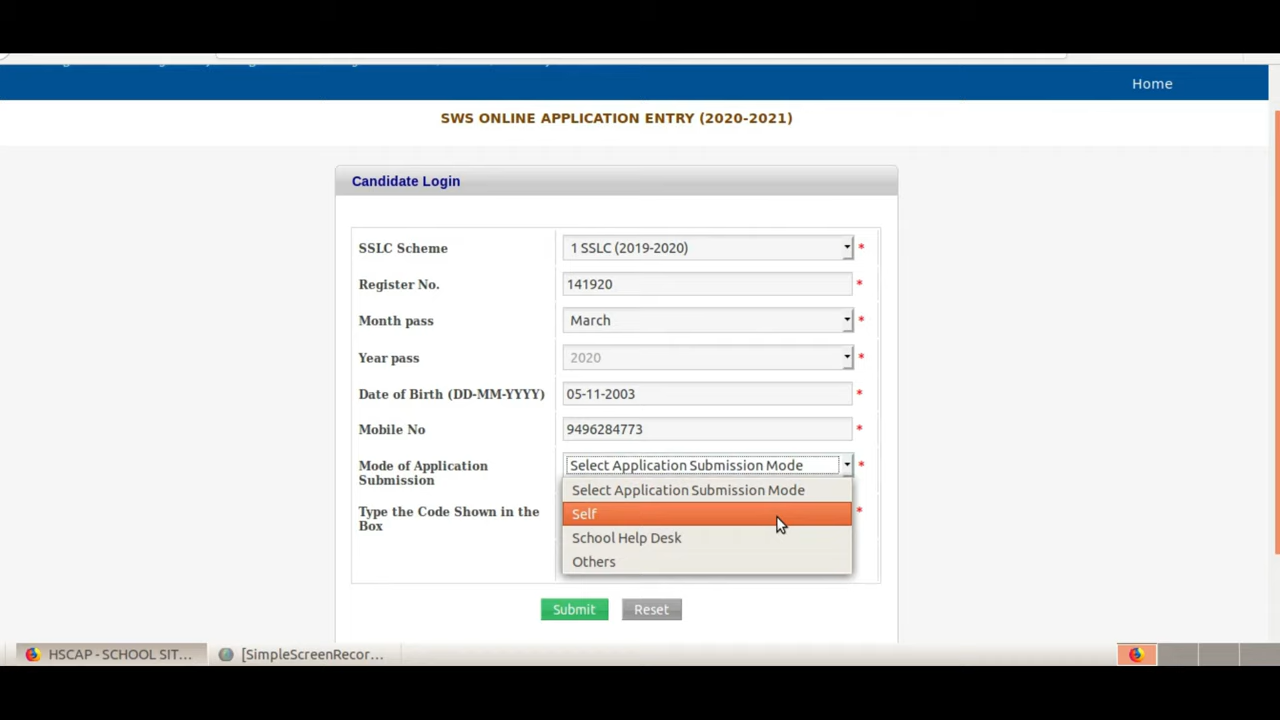 Home
SWS ONLINE APPLICATION ENTRY (2020-2021)
Candidate Login
SSLC Scheme
1 SSLC (2019-2020)
*
Register No.
141920
*
Month pass
March
*
Year pass
2020
*
Date of Birth (DD-MM-YYYY)
05-11-2003
*
Mobile No
9496284773
*
Mode of Application
Submission
Select Application Submission Mode
*
Select Application Submission Mode
Self
School Help Desk
Others
Type the Code Shown in the
Box
*
Submit
Reset
HSCAP - SCHOOL SIT...
[SimpleScreenRecor...